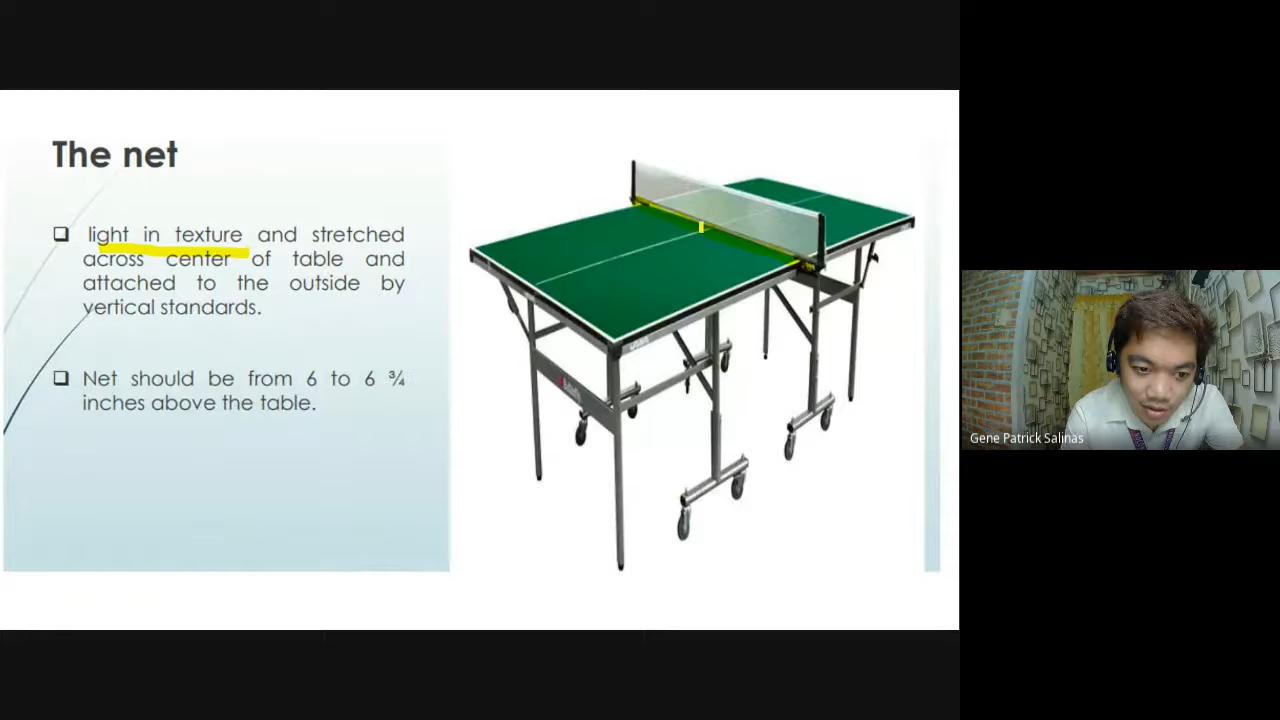 The net
❑ light in texture and stretched
across center of table and
attached to the outside by
vertical standards.
❑ Net should be from 6 to 6 ¾
inches above the table.
Gene Patrick Salinas